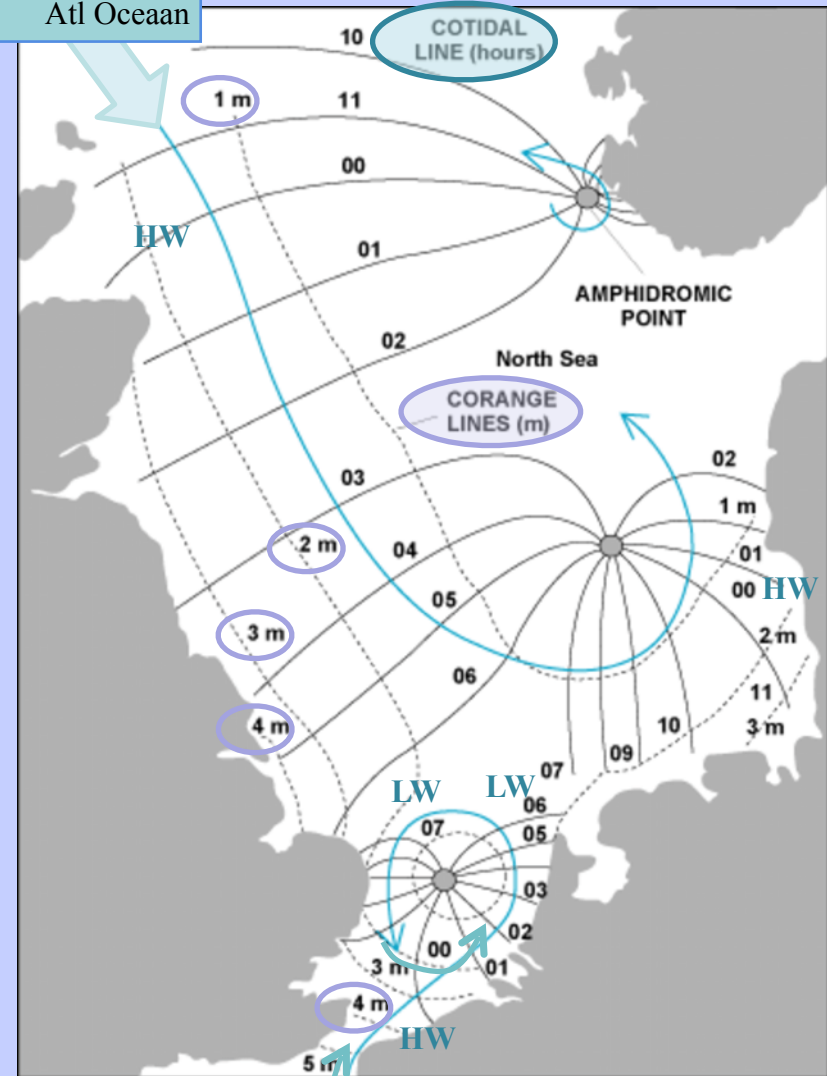 Atl Oceaan
COTIDAL
LINE (hours)
10
1 m
11
00
HW
01
AMPHIDROMIC
POINT
02
North Sea
CORANGE
LINES (m)
03
02
1 m
2 m
04
01
00 HW
05
3 m
2 m
06
11
4 m
10
3 m
09
07
LW
LW
06
07
05
03
02
00
3 m
01
4 m
HW
5 m